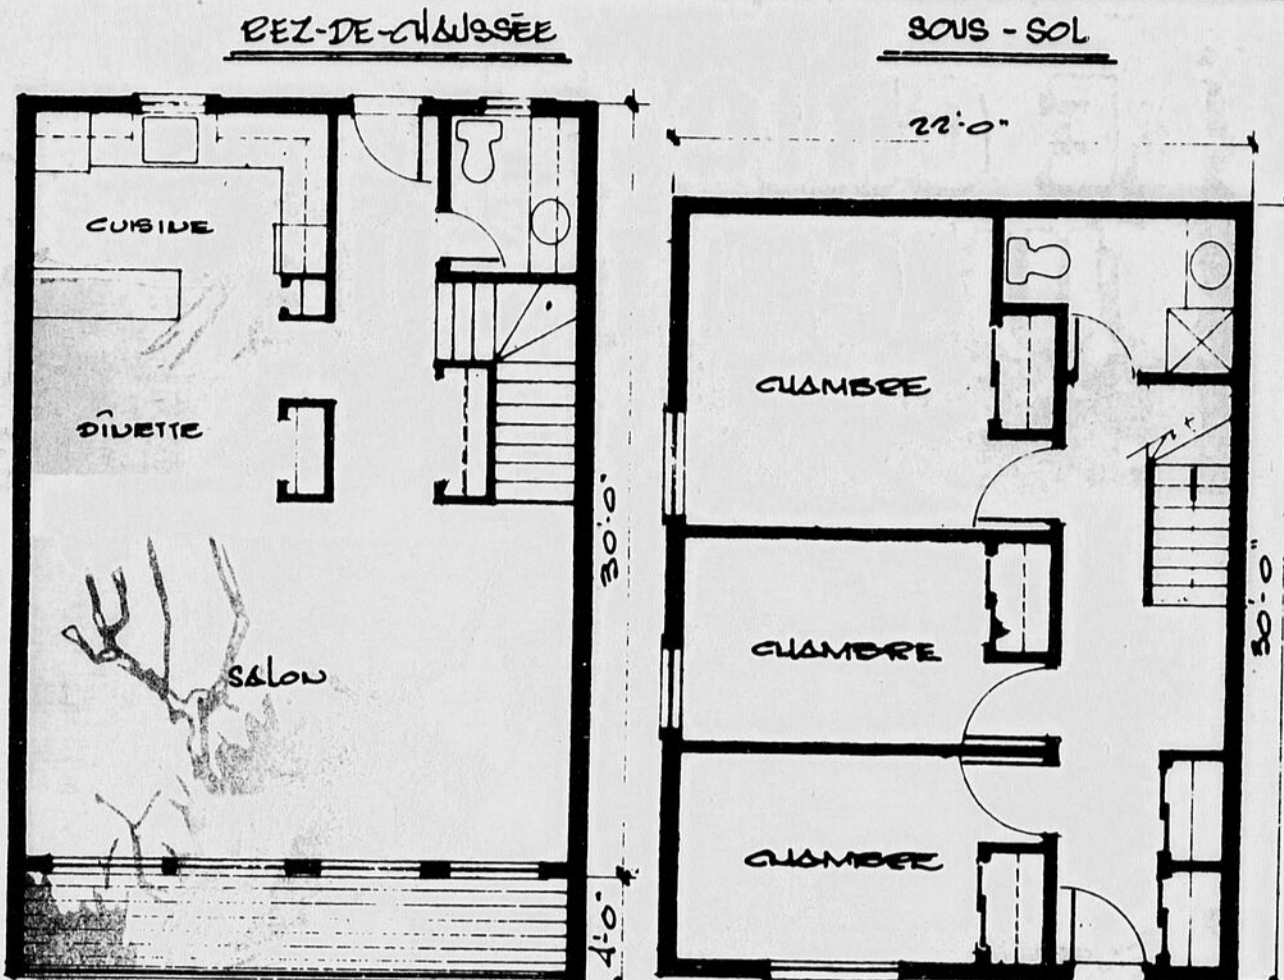 REZ-DE-CHAUSSÉE
CUISINE
DÎNETTE
SALON
30'-0"
4'-0"
SOUS - SOL
22'-0"
CHAMBRE
CHAMBRE
CHAMBRE
30'-0"